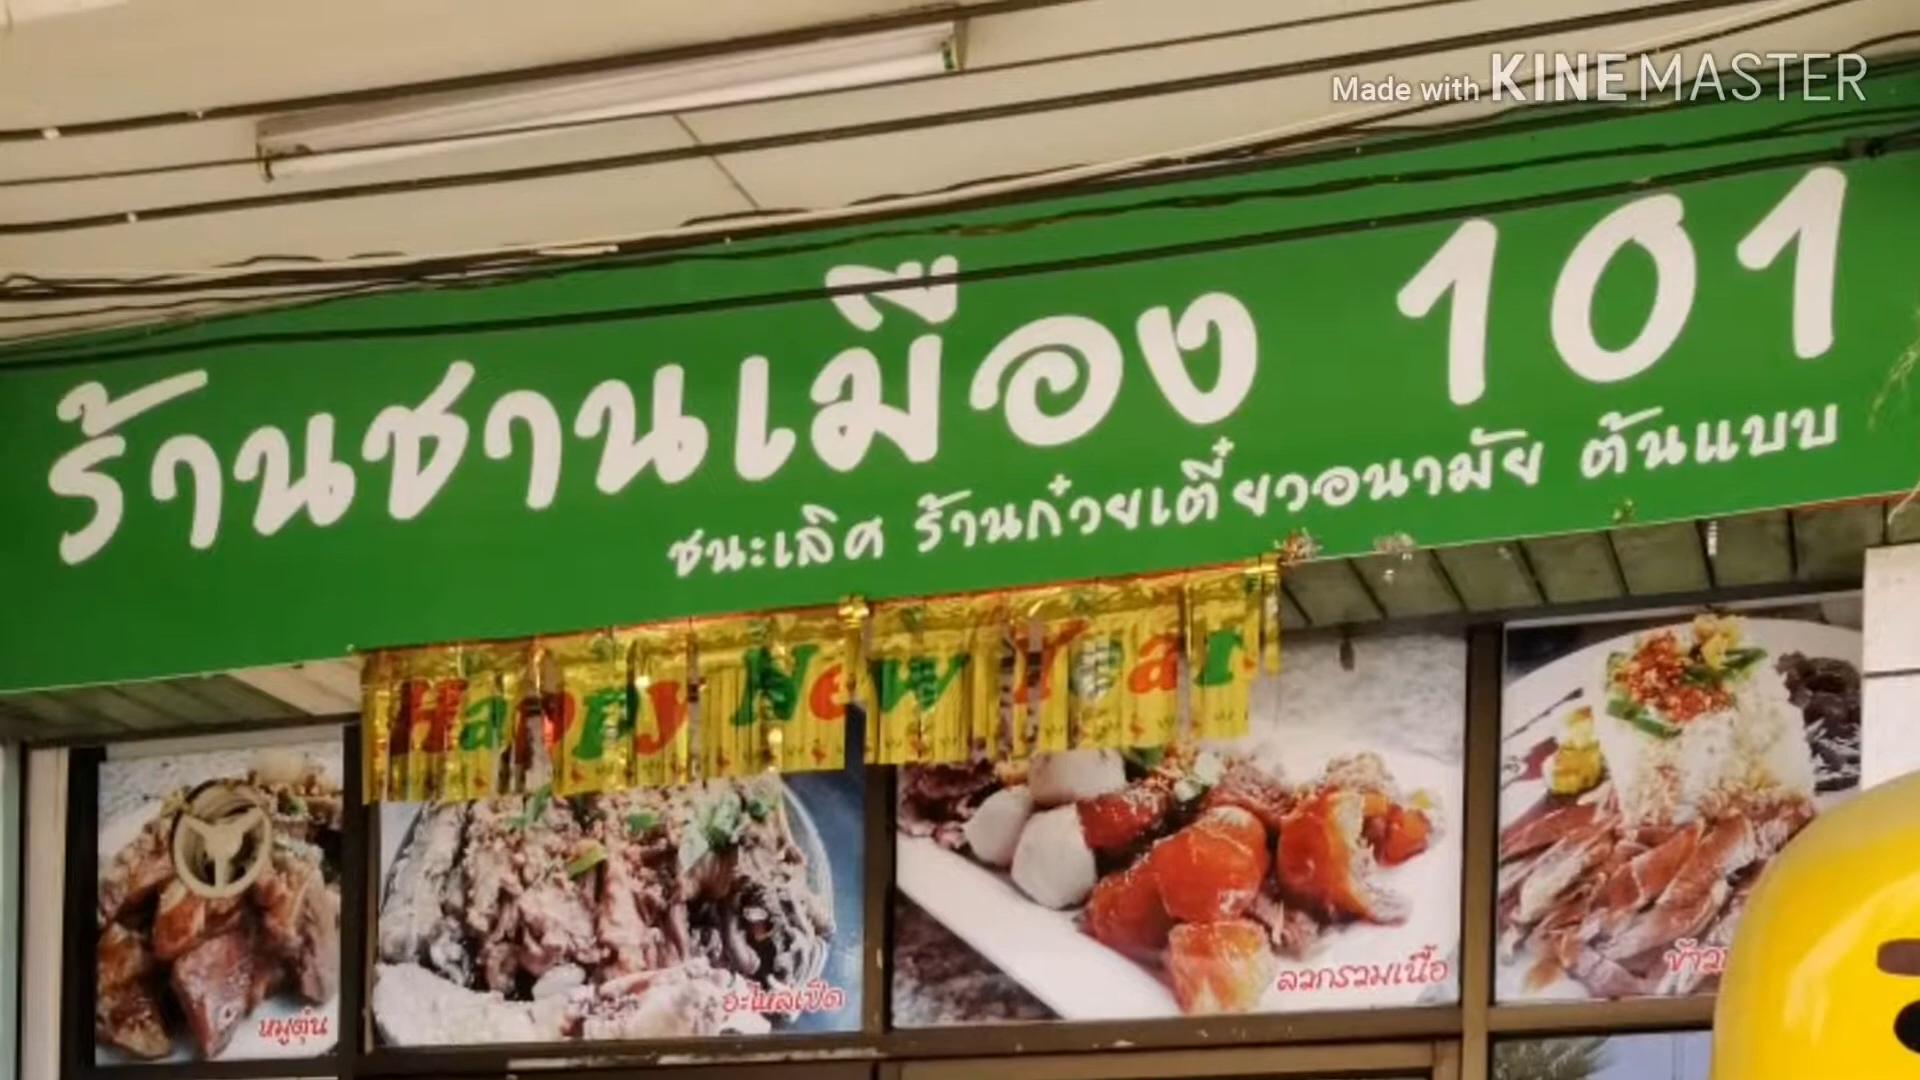 Made with KINEMASTER
ร้านชานเมือง 101
ชนะเลิศ ร้านก๋วยเตี๋ยวอนามัย ต้นแบบ
Happy New Year
หมูตุ๋น
อะไหล่เป็ด
ลวกรวมเนื้อ